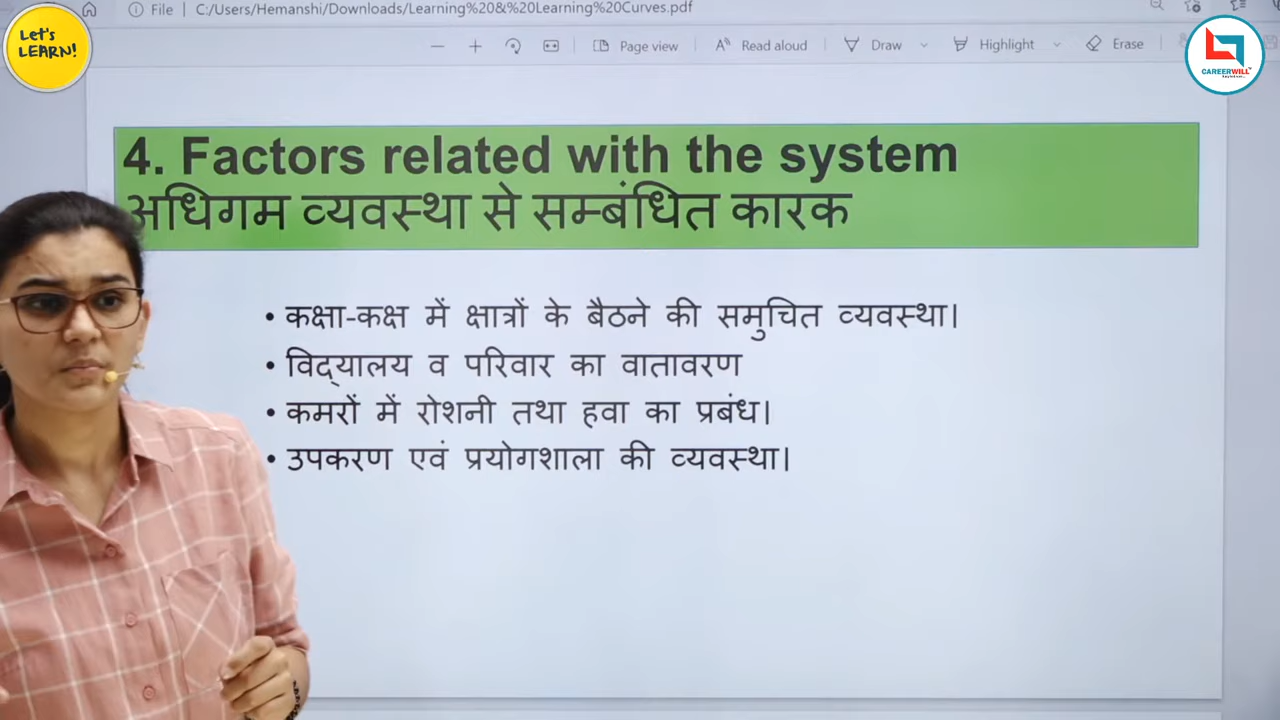 Let's
LEARN!
File | C:/Users/Hemanshi/Downloads/Learning%20&%20Learning%20Curves.pdf
Page view
Read aloud
Draw
Highlight
Erase
CAREERWILL
4. Factors related with the system
अधिगम व्यवस्था से सम्बंधित कारक
• कक्षा-कक्ष में क्षात्रों के बैठने की समुचित व्यवस्था।
• विद्यालय व परिवार का वातावरण
• कमरों में रोशनी तथा हवा का प्रबंध।
• उपकरण एवं प्रयोगशाला की व्यवस्था।